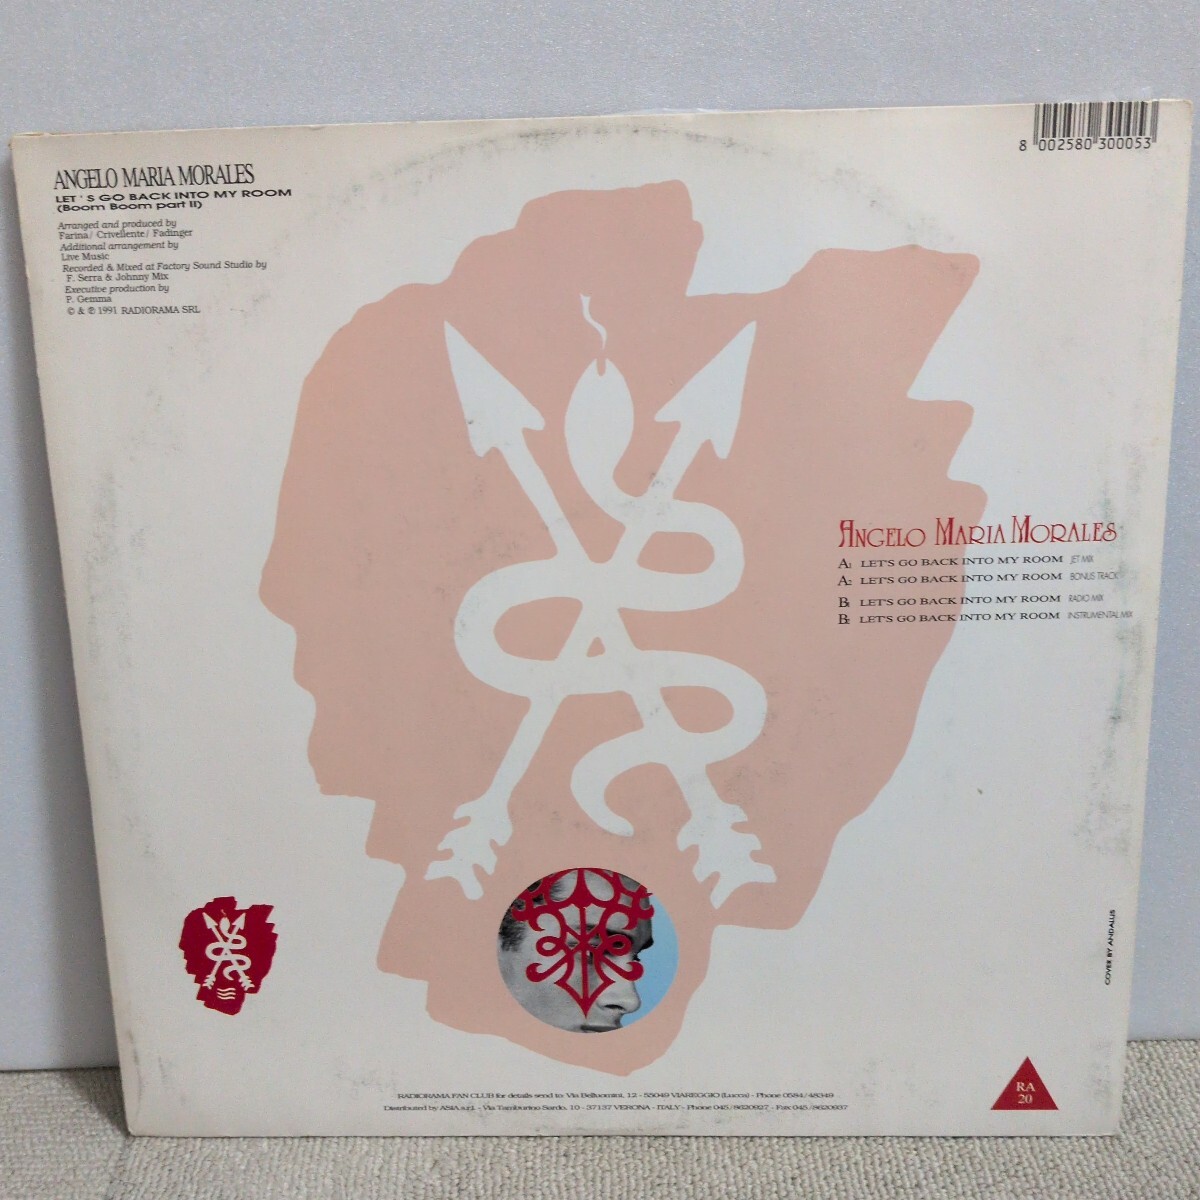 ANGELO MARIA MORALES
LET'S GO BACK INTO MY ROOM
(Boom Boom part II)
Arranged and produced by
Farina/ Crivellente/ Fadinger
Additional arrangement by
Live Music
Recorded & Mixed at Factory Sound Studio by
F. Serra & Johnny Mix
Executive production by
P. Gemma
© & ℗ 1991 RADIORAMA SRL
8 002580 300053
ANGELO MARIA MORALES
A1 LET'S GO BACK INTO MY ROOM JET MIX
A2 LET'S GO BACK INTO MY ROOM BONUS TRACK
B1 LET'S GO BACK INTO MY ROOM RADIO MIX
B2 LET'S GO BACK INTO MY ROOM INSTRUMENTAL MIX
COVER BY ANDALUS
RA
20
RADIORAMA FAN CLUB for details send to Via Belluomini, 12 - 55049 VIAREGGIO (Lucca) - Phone 0584/48349
Distributed by ASIA s.r.l. - Via Tamburino Sardo, 10 - 37137 VERONA - ITALY - Phone 045/8620927 - Fax 045/8620937